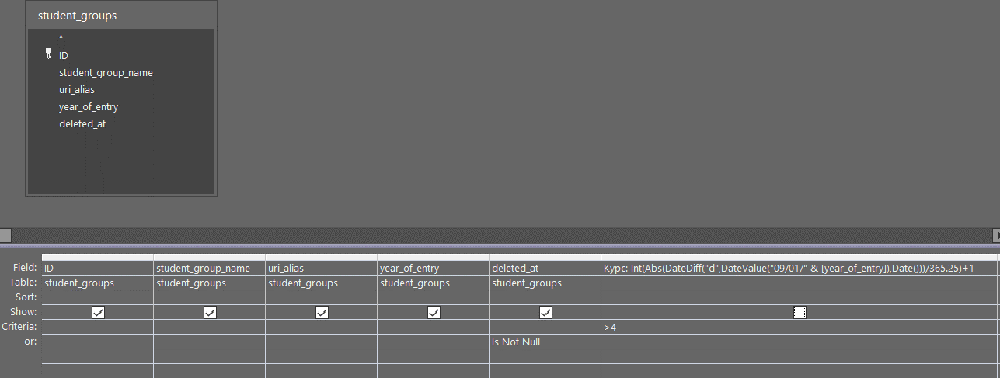 student_groups
*
ID
student_group_name
uri_alias
year_of_entry
deleted_at
Field: ID student_group_name uri_alias year_of_entry deleted_at Курс: Int(Abs(DateDiff("d",DateValue("09/01/" & [year_of_entry]),Date()))/365.25)+1
Table: student_groups student_groups student_groups student_groups student_groups
Sort:
Show:
Criteria: >4
or: Is Not Null